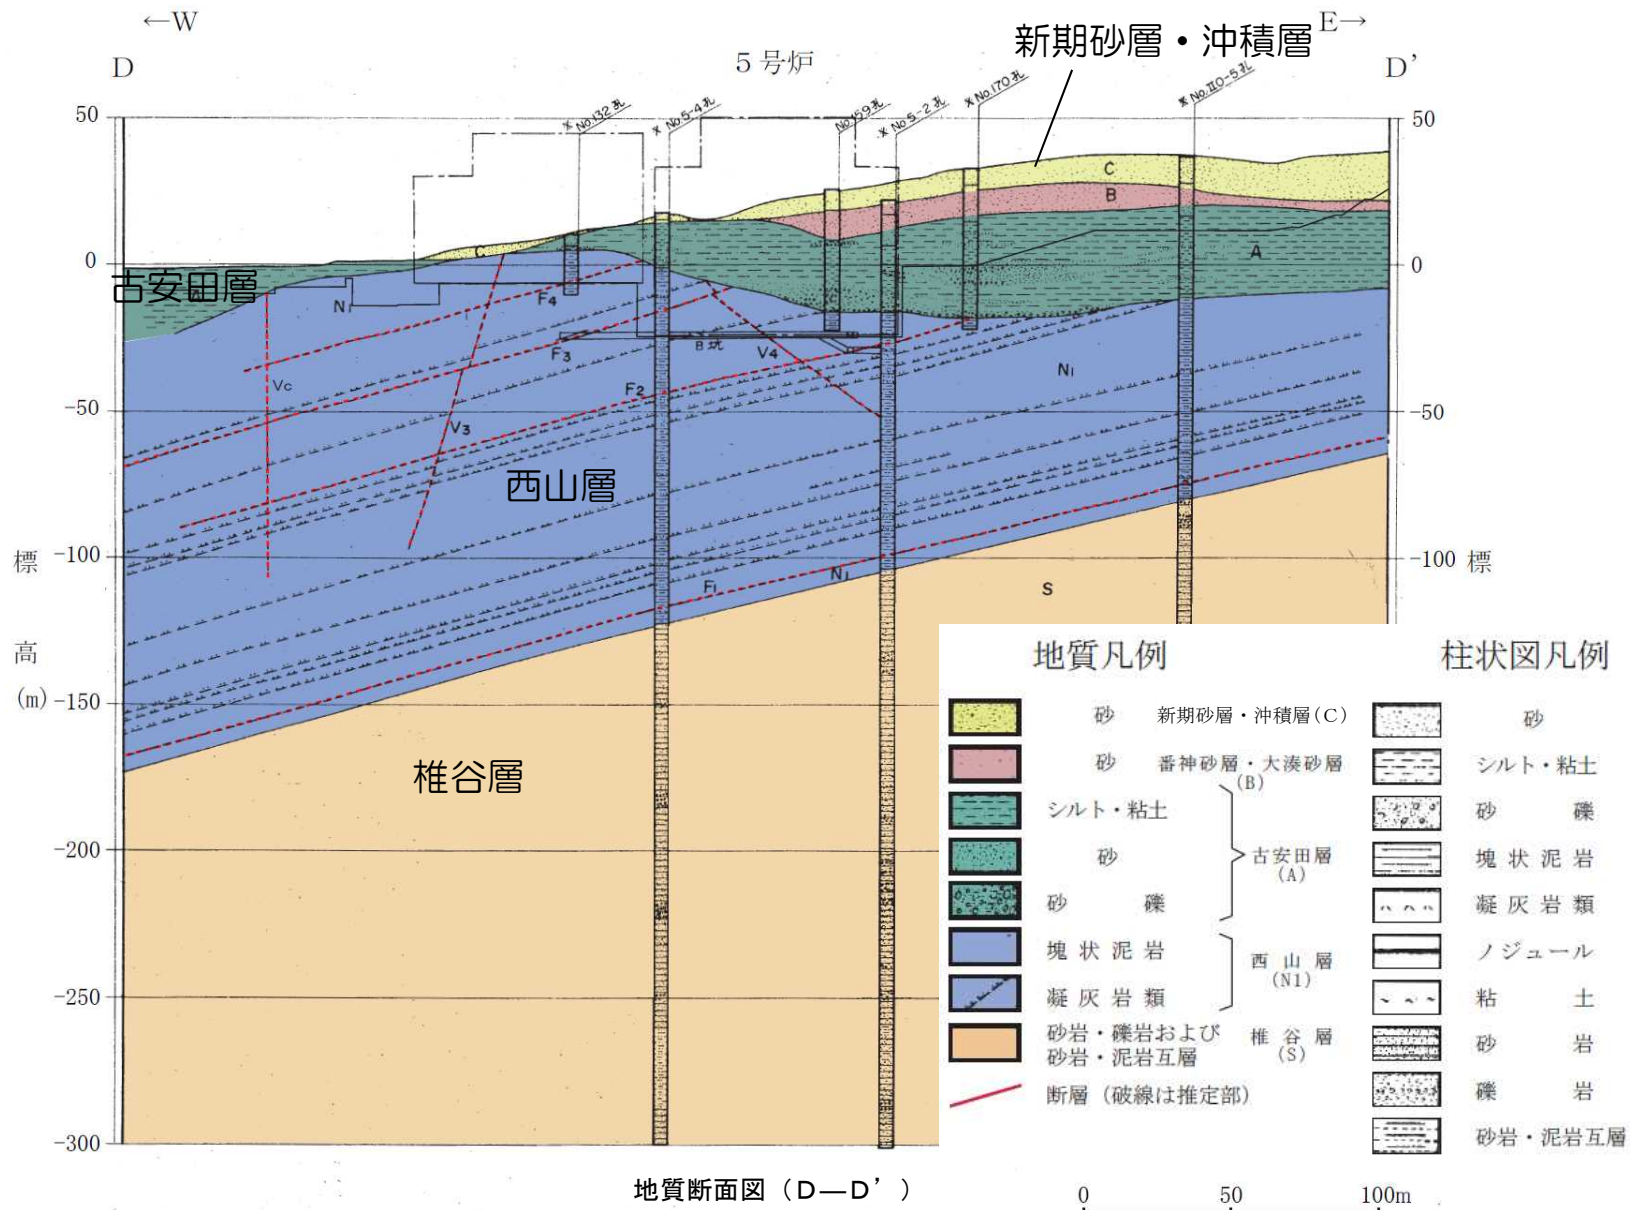 ←W
E→
新期砂層・沖積層
5号炉
D
D’
※ No.132孔
※ No.5-4孔
No.159孔
※ No.5-2孔
※ No.170孔
50
50
C
B
C
A
0
0
古安田層
N1
F4
B坑
F3
V4
N1
Vc
F2
-50
-50
V3
西山層
標
-100
-100 標
F1
N1
S
高
(m)
-150
椎谷層
-200
-250
-300
地質凡例
砂 新期砂層・沖積層(C)
砂 番神砂層・大湊砂層
(B)
シルト・粘土
砂
古安田層
(A)
砂 礫
塊状泥岩
西山層
(N1)
凝灰岩類
砂岩・礫岩および
砂岩・泥岩互層
椎谷層
(S)
断層(破線は推定部)
柱状図凡例
砂
シルト・粘土
砂 礫
塊状泥岩
凝灰岩類
ノジュール
粘 土
砂 岩
礫 岩
砂岩・泥岩互層
地質断面図(D—D’)
0 50 100m